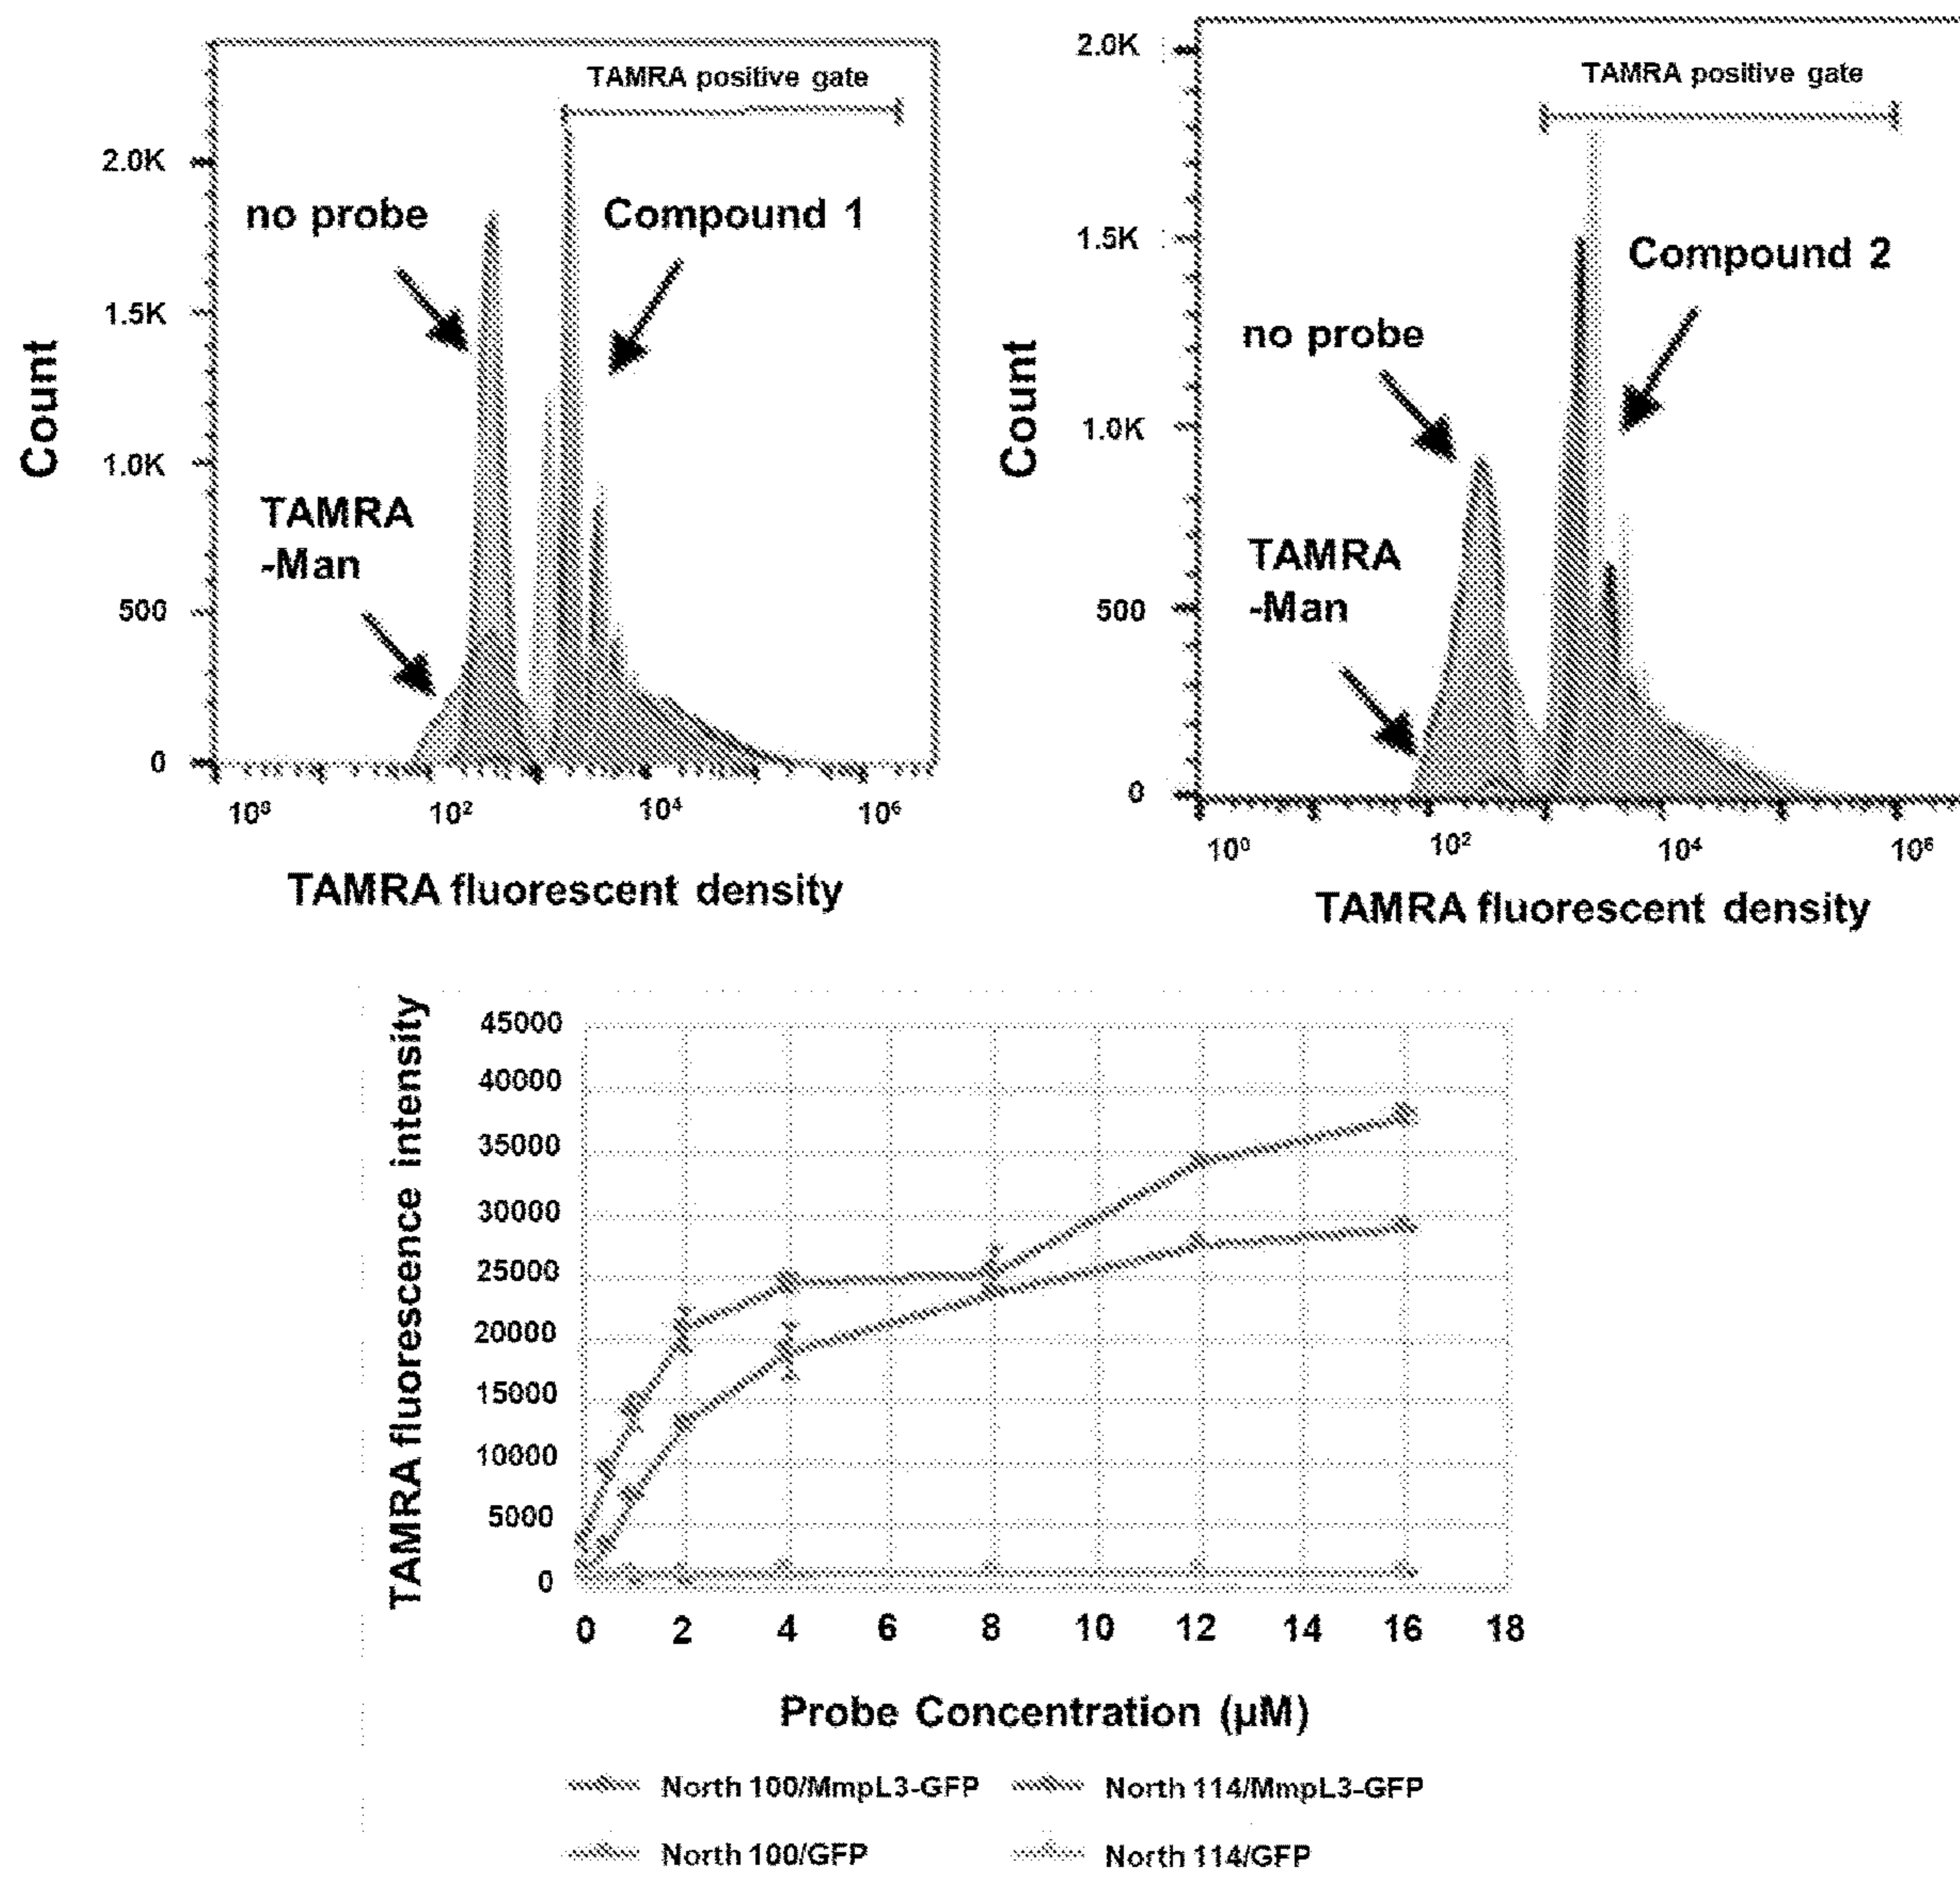 TAMRA positive gate
2.0K
no probe
Compound 1
1.5K
Count
1.0K
TAMRA
-Man
500
0
10⁰
10²
10⁴
10⁶
TAMRA fluorescent density
2.0K
TAMRA positive gate
1.5K
Compound 2
no probe
Count
1.0K
TAMRA
-Man
500
0
10⁰
10²
10⁴
10⁶
TAMRA fluorescent density
TAMRA fluorescence intensity
45000
40000
35000
30000
25000
20000
15000
10000
5000
0
0 2 4 6 8 10 12 14 16 18
Probe Concentration (μM)
North 100/MmpL3-GFP North 114/MmpL3-GFP
North 100/GFP North 114/GFP